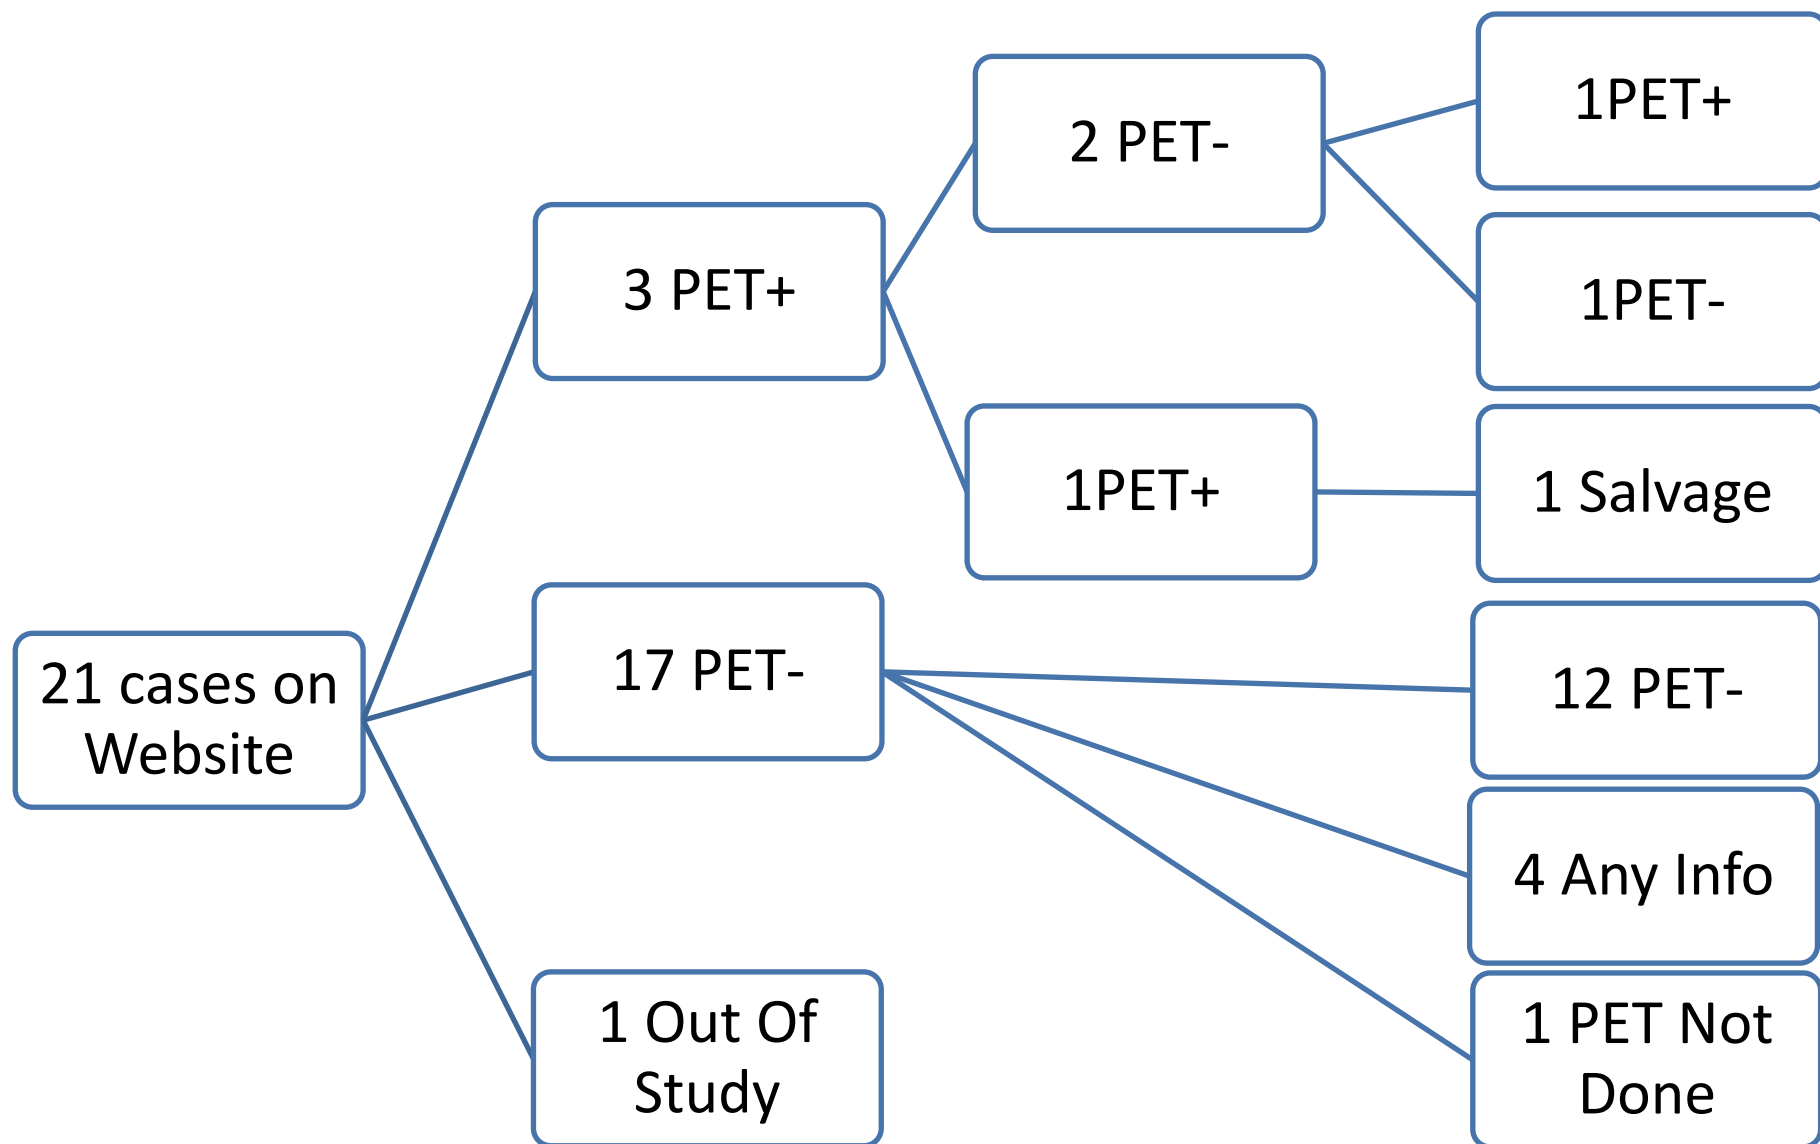 21 cases on
Website
3 PET+
17 PET-
1 Out Of
Study
2 PET-
1PET+
1PET+
1PET-
1 Salvage
12 PET-
4 Any Info
1 PET Not
Done